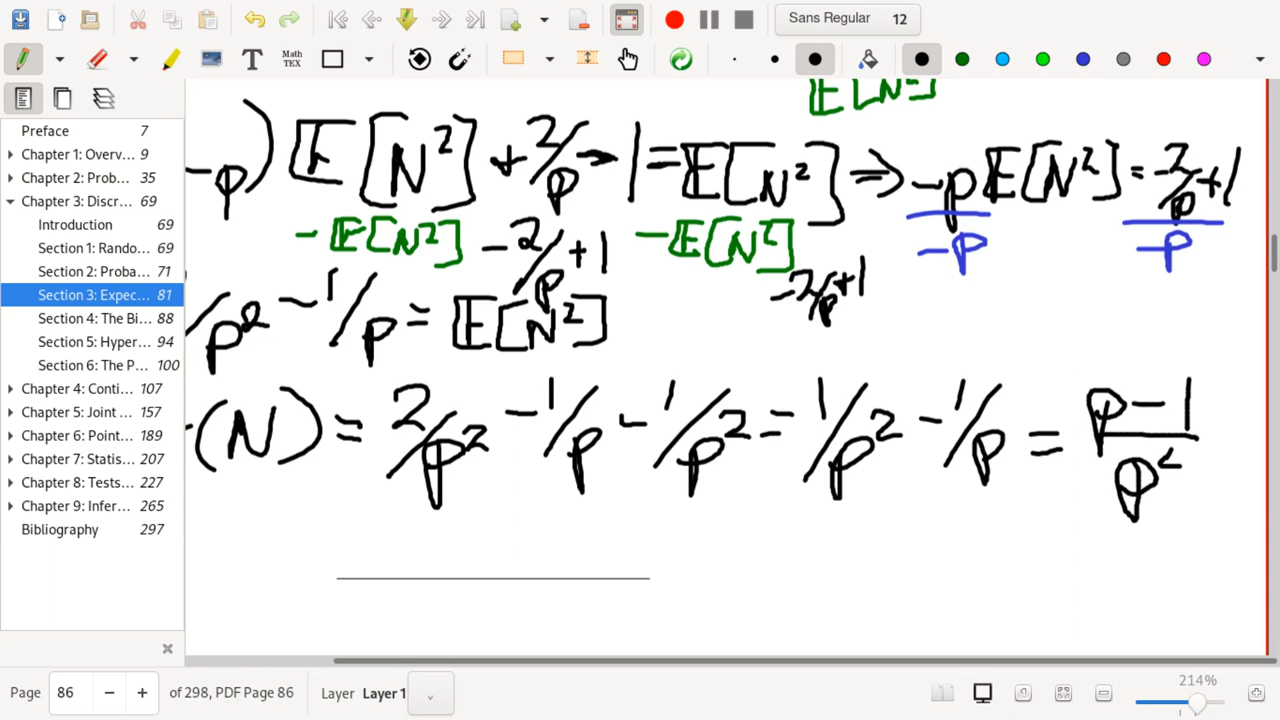 Sans Regular 12
T Math TEX
Preface 7
Chapter 1: Overv... 9
Chapter 2: Prob... 35
Chapter 3: Discr... 69
Introduction 69
Section 1: Rando... 69
Section 2: Proba... 71
Section 3: Expec... 81
Section 4: The Bi... 88
Section 5: Hyper... 94
Section 6: The P... 100
Chapter 4: Conti... 107
Chapter 5: Joint ... 157
Chapter 6: Point... 189
Chapter 7: Statis... 207
Chapter 8: Tests... 227
Chapter 9: Infer... 265
Bibliography 297
𝔼[N²]
-p) 𝔼[N²] + 2/p - 1 = 𝔼[N²] ⇒ -p𝔼[N²] = -2/p + 1
-𝔼[N²] -2/p + 1 -𝔼[N²] -p -p
-2/p + 1
/p² - 1/p = 𝔼[N²]
(N) = 2/p² - 1/p - 1/p² = 1/p² - 1/p = p-1/p²
Page 86 − + of 298, PDF Page 86 Layer Layer 1 214%